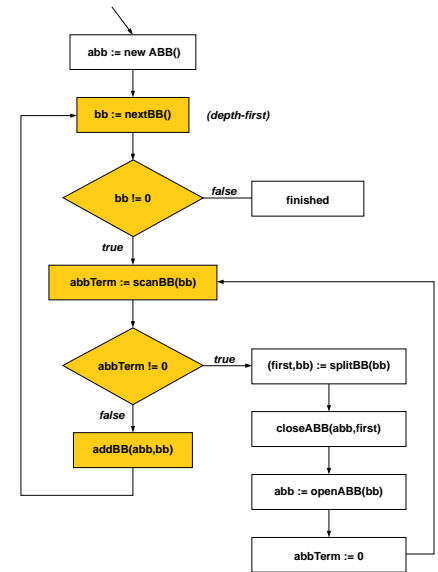 abb := new ABB()
bb := nextBB()
(depth-first)
bb != 0
false
finished
true
abbTerm := scanBB(bb)
abbTerm != 0
true
(first,bb) := splitBB(bb)
false
closeABB(abb,first)
addBB(abb,bb)
abb := openABB(bb)
abbTerm := 0